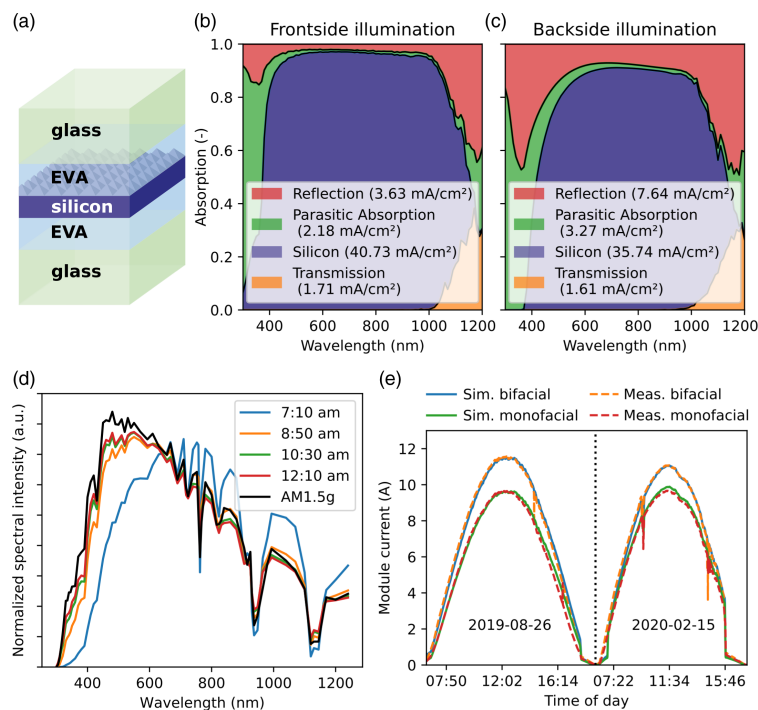 (a)
glass
EVA
silicon
EVA
glass
(b)
Frontside illumination
1.0
0.8
0.6
0.4
0.2
0.0
Absorption (-)
Reflection (3.63 mA/cm²)
Parasitic Absorption
(2.18 mA/cm²)
Silicon (40.73 mA/cm²)
Transmission
(1.71 mA/cm²)
400 600 800 1000 1200
Wavelength (nm)
(c)
Backside illumination
Reflection (7.64 mA/cm²)
Parasitic Absorption
(3.27 mA/cm²)
Silicon (35.74 mA/cm²)
Transmission
(1.61 mA/cm²)
400 600 800 1000 1200
Wavelength (nm)
(d)
Normalized spectral intensity (a.u.)
7:10 am
8:50 am
10:30 am
12:10 am
AM1.5g
400 600 800 1000 1200
Wavelength (nm)
(e)
Sim. bifacial
Meas. bifacial
Sim. monofacial
Meas. monofacial
Module current (A)
12
10
8
6
4
2
0
2019-08-26
2020-02-15
07:50 12:02 16:14 07:22 11:34 15:46
Time of day